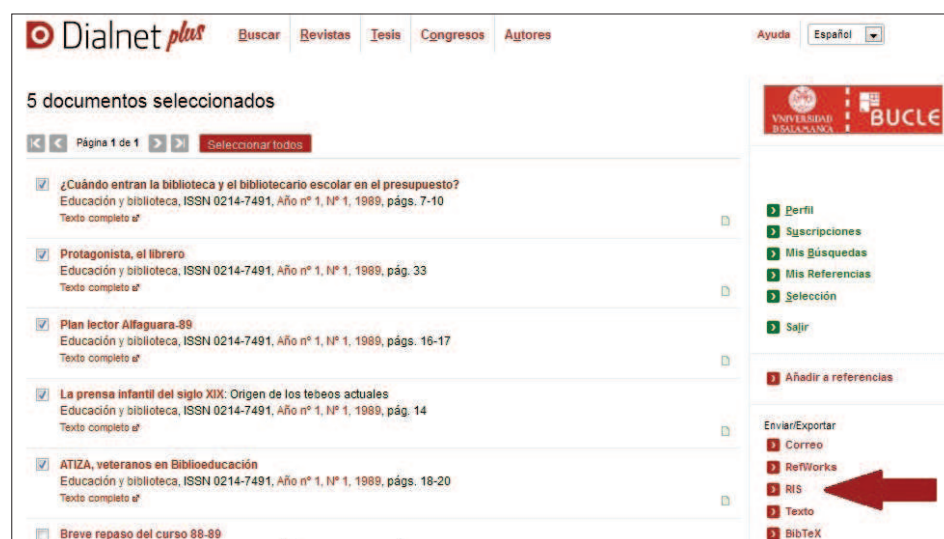 Dialnet plus
Buscar Revistas Tesis Congresos Autores
Ayuda Español
5 documentos seleccionados
Página 1 de 1 Seleccionar todos
¿Cuándo entran la biblioteca y el bibliotecario escolar en el presupuesto?
Educación y biblioteca, ISSN 0214-7491, Año nº 1, Nº 1, 1989, págs. 7-10
Texto completo
Protagonista, el librero
Educación y biblioteca, ISSN 0214-7491, Año nº 1, Nº 1, 1989, pág. 33
Texto completo
Plan lector Alfaguara-89
Educación y biblioteca, ISSN 0214-7491, Año nº 1, Nº 1, 1989, págs. 16-17
Texto completo
La prensa infantil del siglo XIX: Origen de los tebeos actuales
Educación y biblioteca, ISSN 0214-7491, Año nº 1, Nº 1, 1989, pág. 14
Texto completo
ATIZA, veteranos en Biblioeducación
Educación y biblioteca, ISSN 0214-7491, Año nº 1, Nº 1, 1989, págs. 18-20
Texto completo
Breve repaso del curso 88-89
VNIVERSIDAD
D SALAMANCA
BUCLE
Perfil
Suscripciones
Mis Búsquedas
Mis Referencias
Selección
Salir
Añadir a referencias
Enviar/Exportar
Correo
RefWorks
RIS
Texto
BibTeX